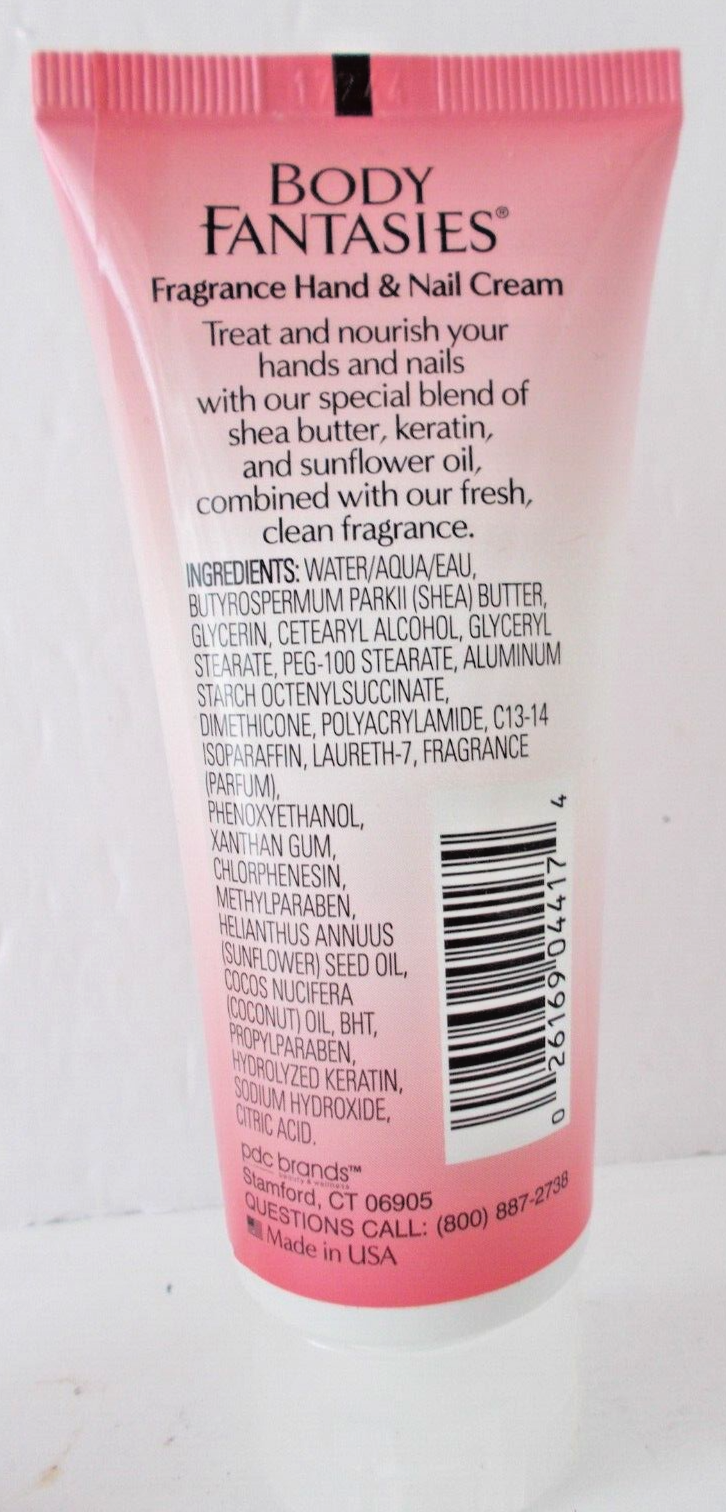 BODY
FANTASIES®
Fragrance Hand & Nail Cream
Treat and nourish your
hands and nails
with our special blend of
shea butter, keratin,
and sunflower oil,
combined with our fresh,
clean fragrance.
INGREDIENTS: WATER/AQUA/EAU,
BUTYROSPERMUM PARKII (SHEA) BUTTER,
GLYCERIN, CETEARYL ALCOHOL, GLYCERYL
STEARATE, PEG-100 STEARATE, ALUMINUM
STARCH OCTENYLSUCCINATE,
DIMETHICONE, POLYACRYLAMIDE, C13-14
ISOPARAFFIN, LAURETH-7, FRAGRANCE
(PARFUM),
PHENOXYETHANOL,
XANTHAN GUM,
CHLORPHENESIN,
METHYLPARABEN,
HELIANTHUS ANNUUS
(SUNFLOWER) SEED OIL,
COCOS NUCIFERA
(COCONUT) OIL, BHT,
PROPYLPARABEN,
HYDROLYZED KERATIN,
SODIUM HYDROXIDE,
CITRIC ACID.
0 26169 04417 4
pdc brands™
beauty & wellness
Stamford, CT 06905
QUESTIONS CALL: (800) 887-2738
Made in USA